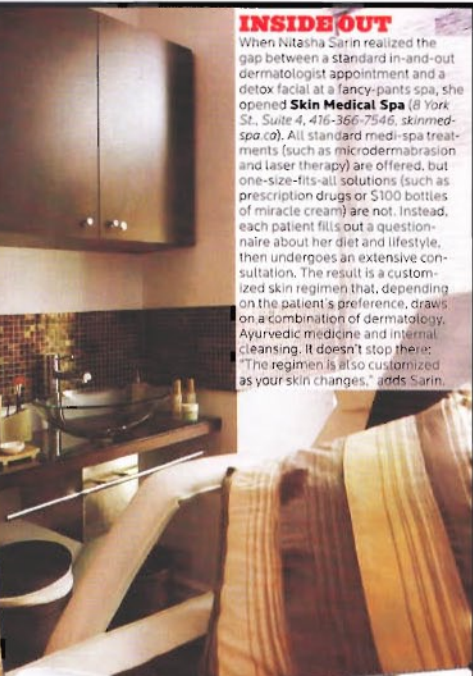 INSIDE OUT
When Nitasha Sarin realized the
gap between a standard in-and-out
dermatologist appointment and a
detox facial at a fancy-pants spa, she
opened Skin Medical Spa (8 York
St., Suite 4, 416-366-7546, skinmed-
spa.ca). All standard medi-spa treat-
ments (such as microdermabrasion
and laser therapy) are offered, but
one-size-fits-all solutions (such as
prescription drugs or $100 bottles
of miracle cream) are not. Instead,
each patient fills out a question-
naire about her diet and lifestyle,
then undergoes an extensive con-
sultation. The result is a custom-
ized skin regimen that, depending
on the patient's preference, draws
on a combination of dermatology,
Ayurvedic medicine and internal
cleansing. It doesn't stop there:
"The regimen is also customized
as your skin changes," adds Sarin.